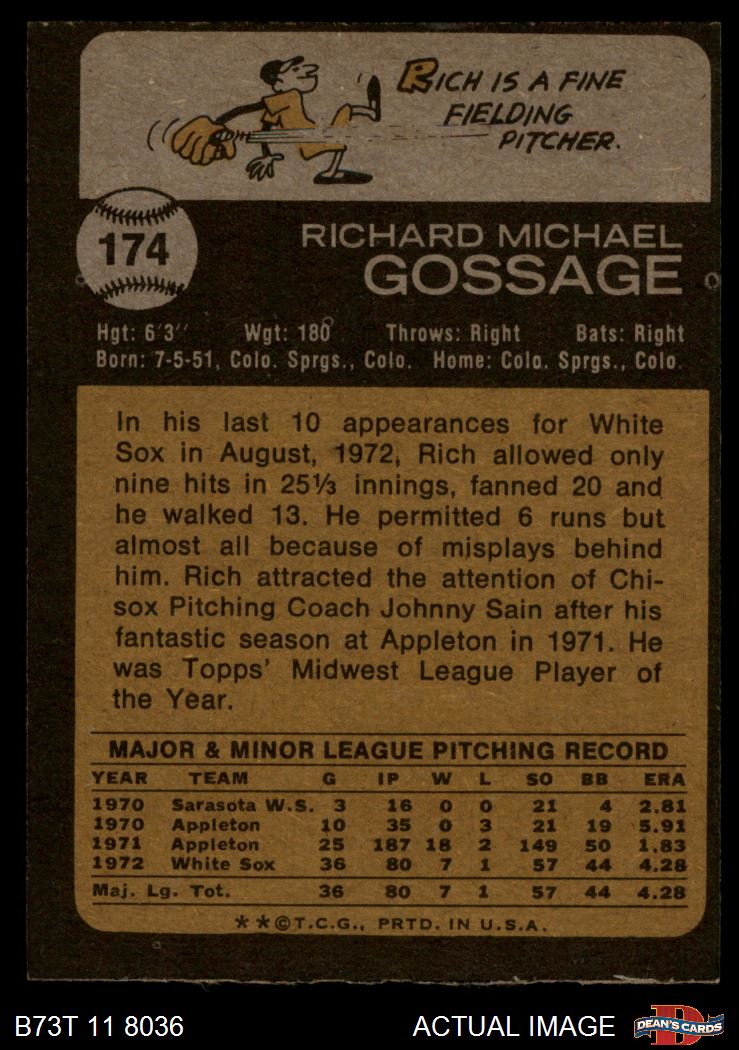 RICH IS A FINE
FIELDING
PITCHER.
174
RICHARD MICHAEL
GOSSAGE
Hgt: 6'3" Wgt: 180 Throws: Right Bats: Right
Born: 7-5-51, Colo. Sprgs., Colo. Home: Colo. Sprgs., Colo.
In his last 10 appearances for White
Sox in August, 1972, Rich allowed only
nine hits in 25⅓ innings, fanned 20 and
he walked 13. He permitted 6 runs but
almost all because of misplays behind
him. Rich attracted the attention of Chi-
sox Pitching Coach Johnny Sain after his
fantastic season at Appleton in 1971. He
was Topps' Midwest League Player of
the Year.
MAJOR & MINOR LEAGUE PITCHING RECORD
YEAR TEAM G IP W L SO BB ERA
1970 Sarasota W.S. 3 16 0 0 21 4 2.81
1970 Appleton 10 35 0 3 21 19 5.91
1971 Appleton 25 187 18 2 149 50 1.83
1972 White Sox 36 80 7 1 57 44 4.28
Maj. Lg. Tot. 36 80 7 1 57 44 4.28
**©T.C.G., PRTD. IN U.S.A.
B73T 11 8036 ACTUAL IMAGE D DEAN'S CARDS